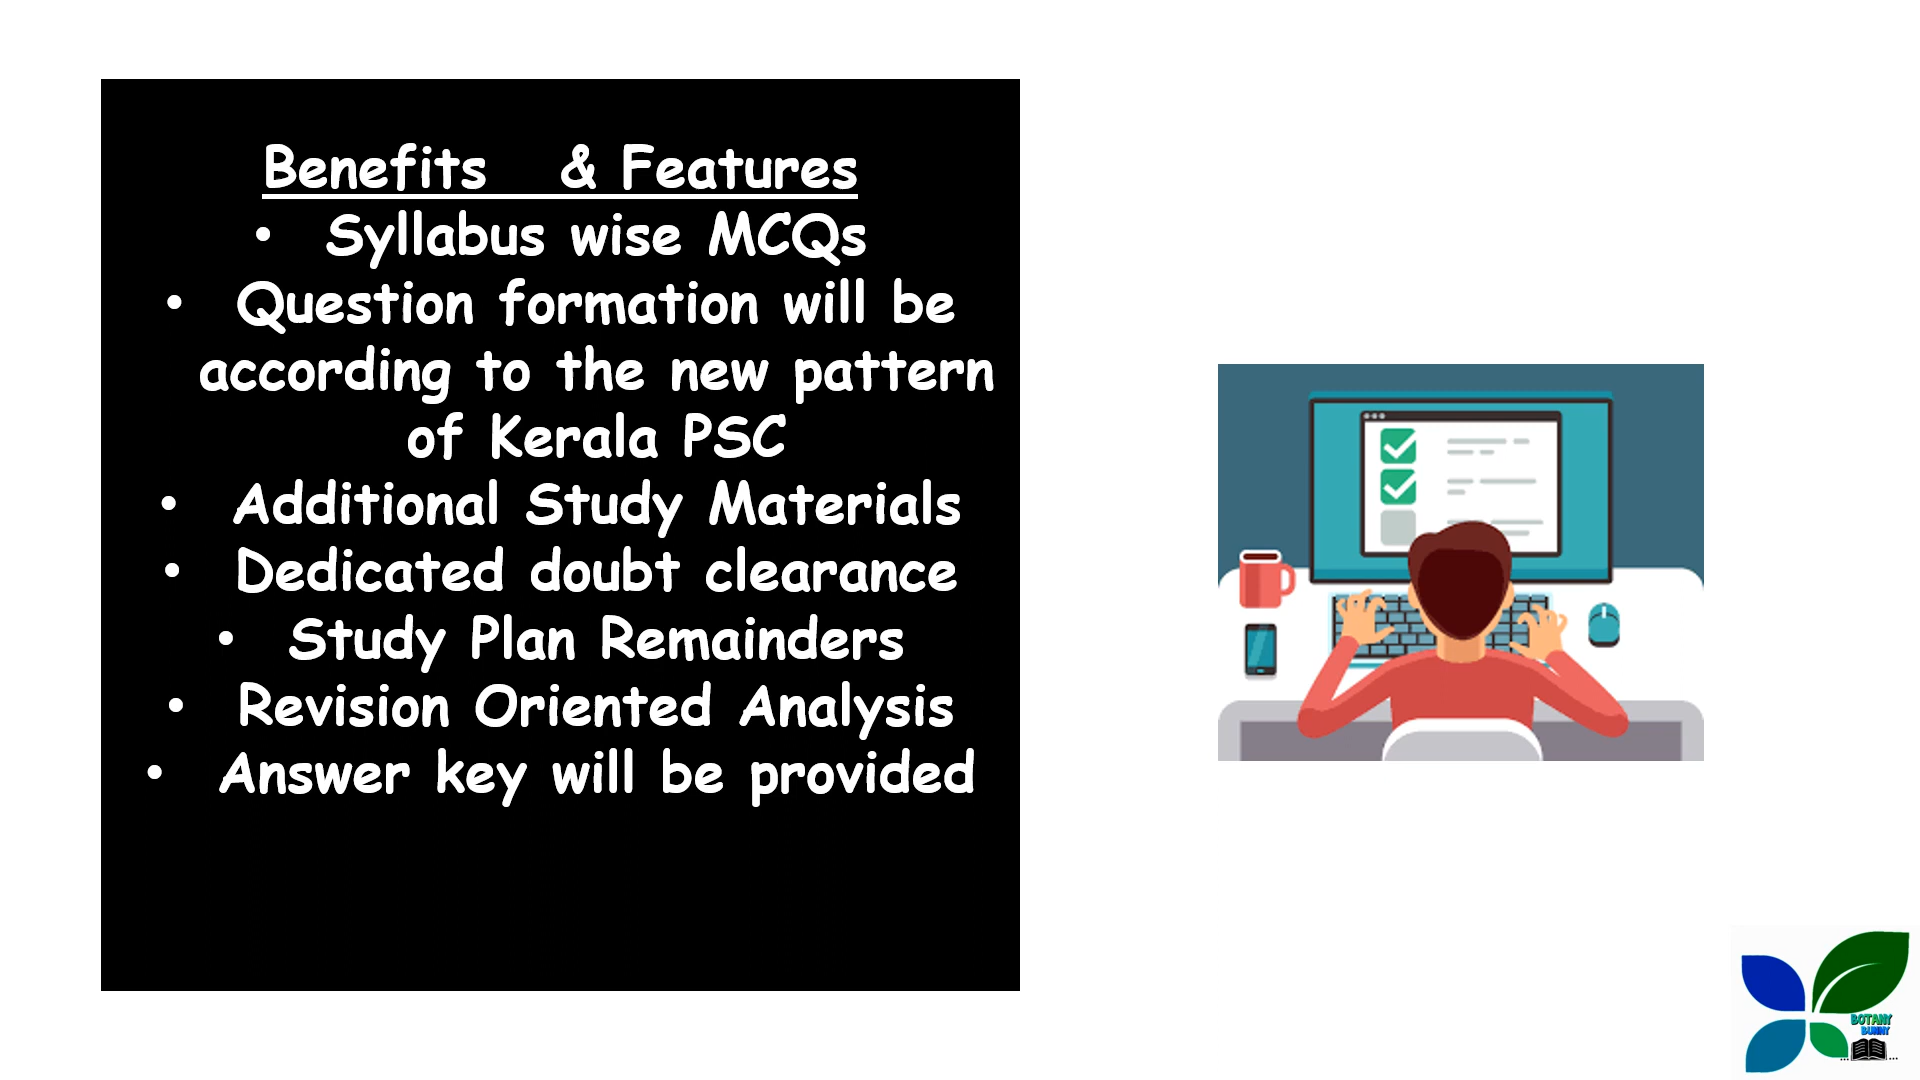 Benefits & Features
• Syllabus wise MCQs
• Question formation will be
according to the new pattern
of Kerala PSC
• Additional Study Materials
• Dedicated doubt clearance
• Study Plan Remainders
• Revision Oriented Analysis
• Answer key will be provided
BOTANY
BUNNY